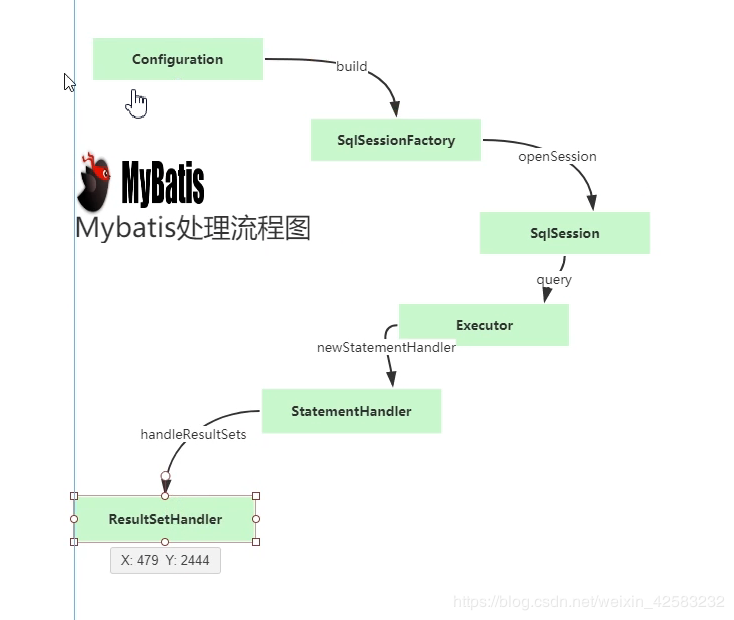 Configuration
build
SqlSessionFactory
openSession
MyBatis
Mybatis处理流程图
SqlSession
query
Executor
newStatementHandler
StatementHandler
handleResultSets
ResultSetHandler
X: 479 Y: 2444
https://blog.csdn.net/weixin_42583232